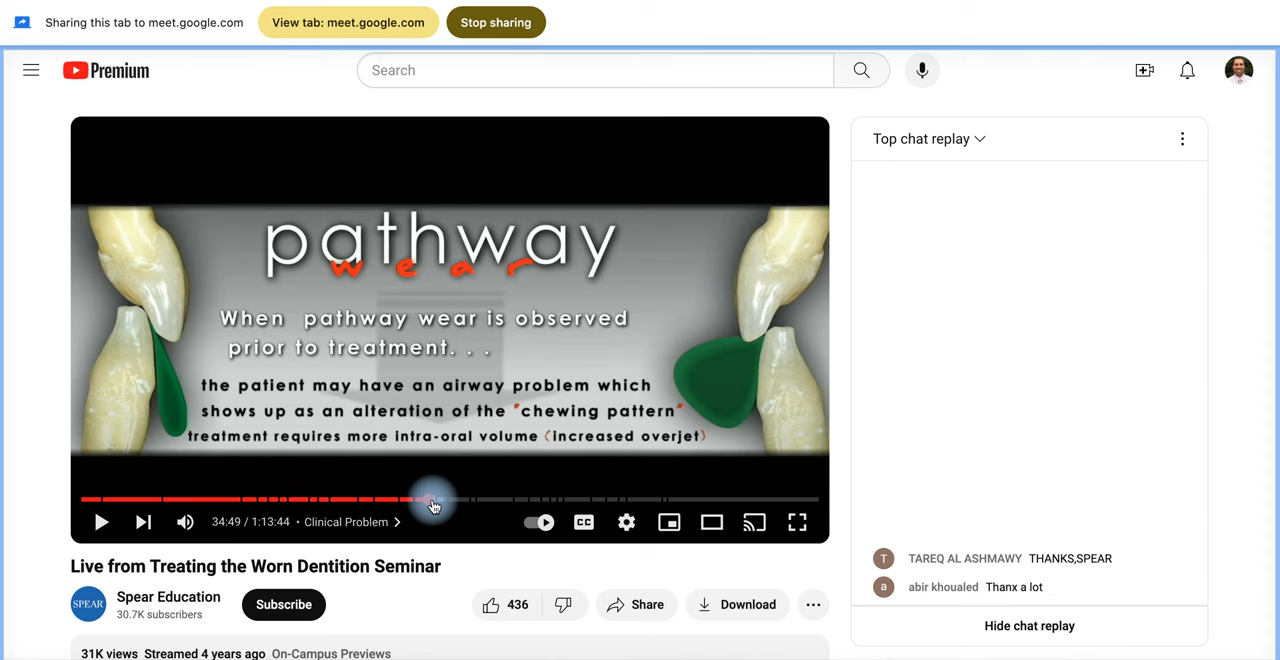 Sharing this tab to meet.google.com
View tab: meet.google.com
Stop sharing
Premium
Search
pathway
wear
When pathway wear is observed
prior to treatment. . .
the patient may have an airway problem which
shows up as an alteration of the "chewing pattern"
treatment requires more intra-oral volume (increased overjet)
34:49 / 1:13:44 • Clinical Problem
CC
Live from Treating the Worn Dentition Seminar
SPEAR
Spear Education
30.7K subscribers
Subscribe
436
Share
Download
31K views Streamed 4 years ago On-Campus Previews
Top chat replay
T
TAREQ AL ASHMAWY THANKS,SPEAR
a
abir khoualed Thanx a lot
Hide chat replay